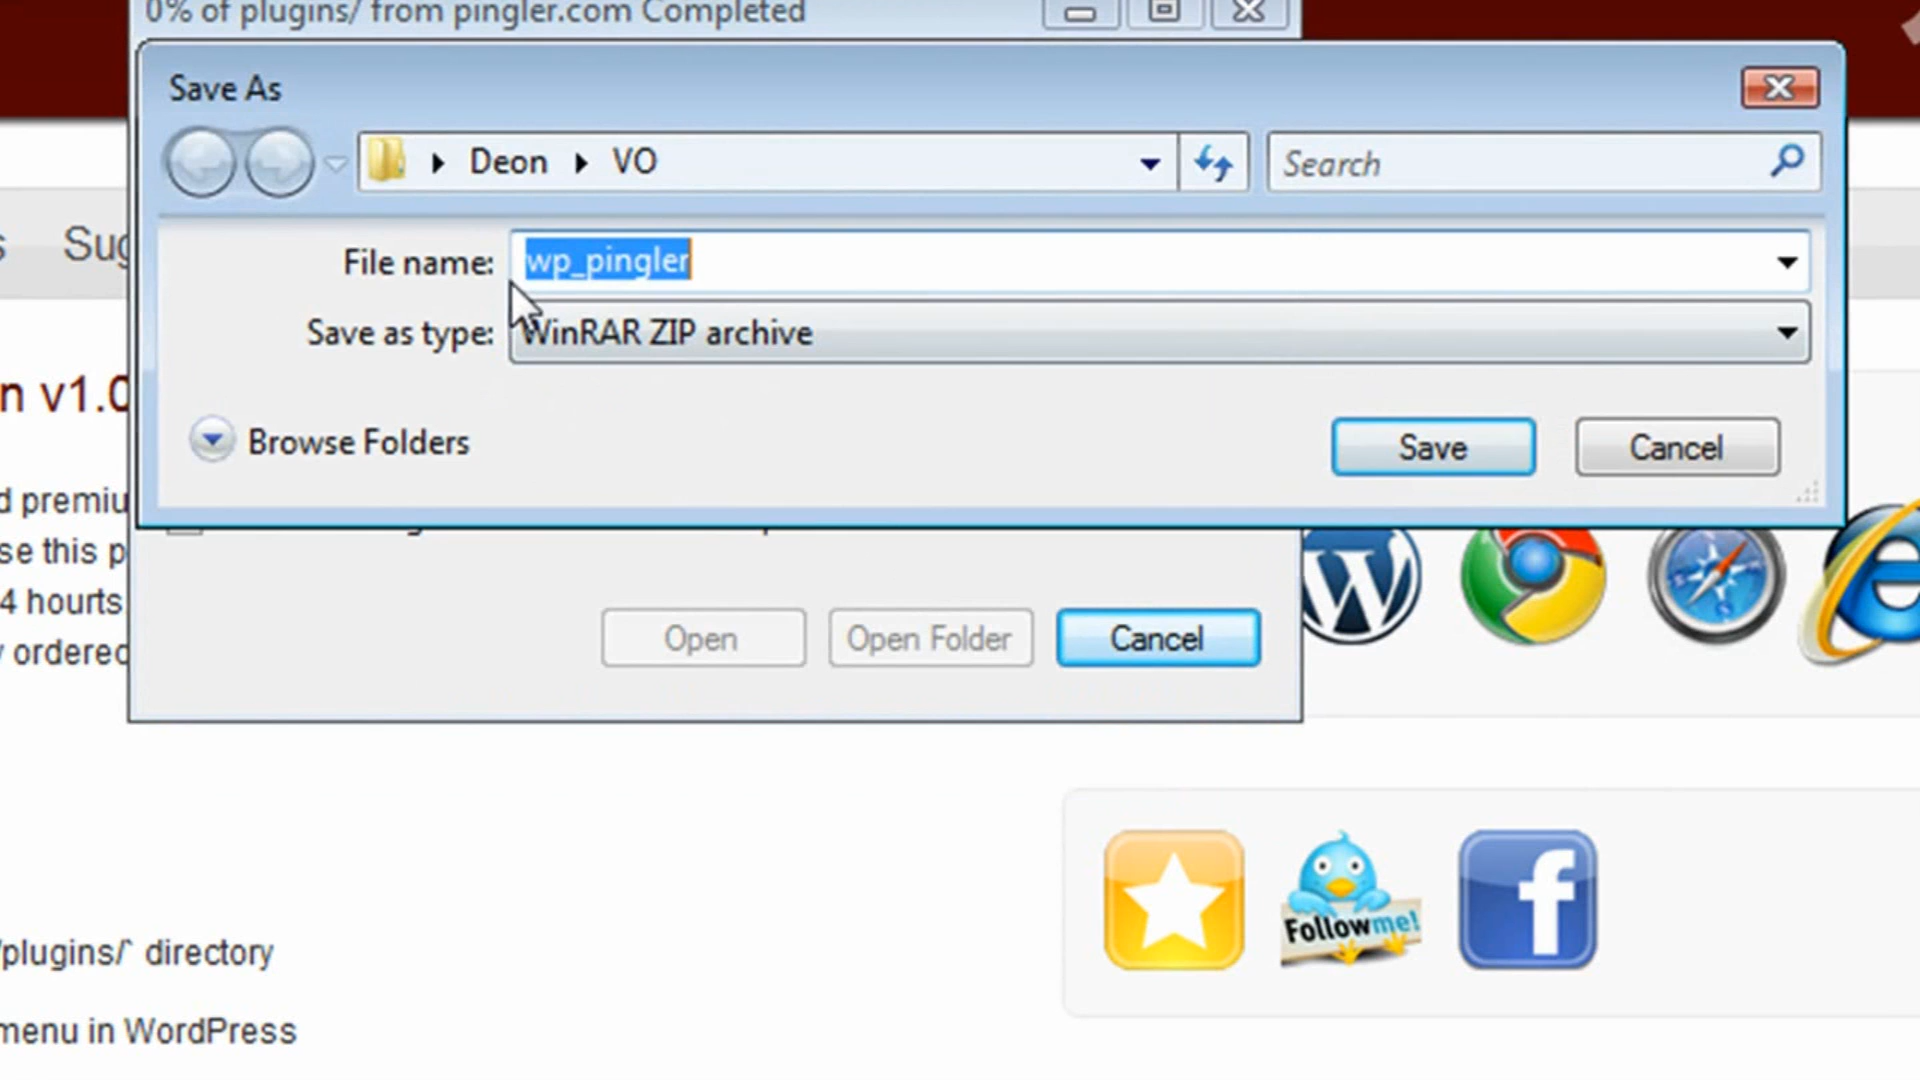 0% of plugins/ from pingler.com Completed
Save As
Deon VO
Search
File name: wp_pingler
Save as type: WinRAR ZIP archive
Browse Folders
Save Cancel
Sug
n v1.0
d premiu
se this p
4 hourts
y ordered
Open Open Folder Cancel
Follow me!
/plugins/` directory
menu in WordPress